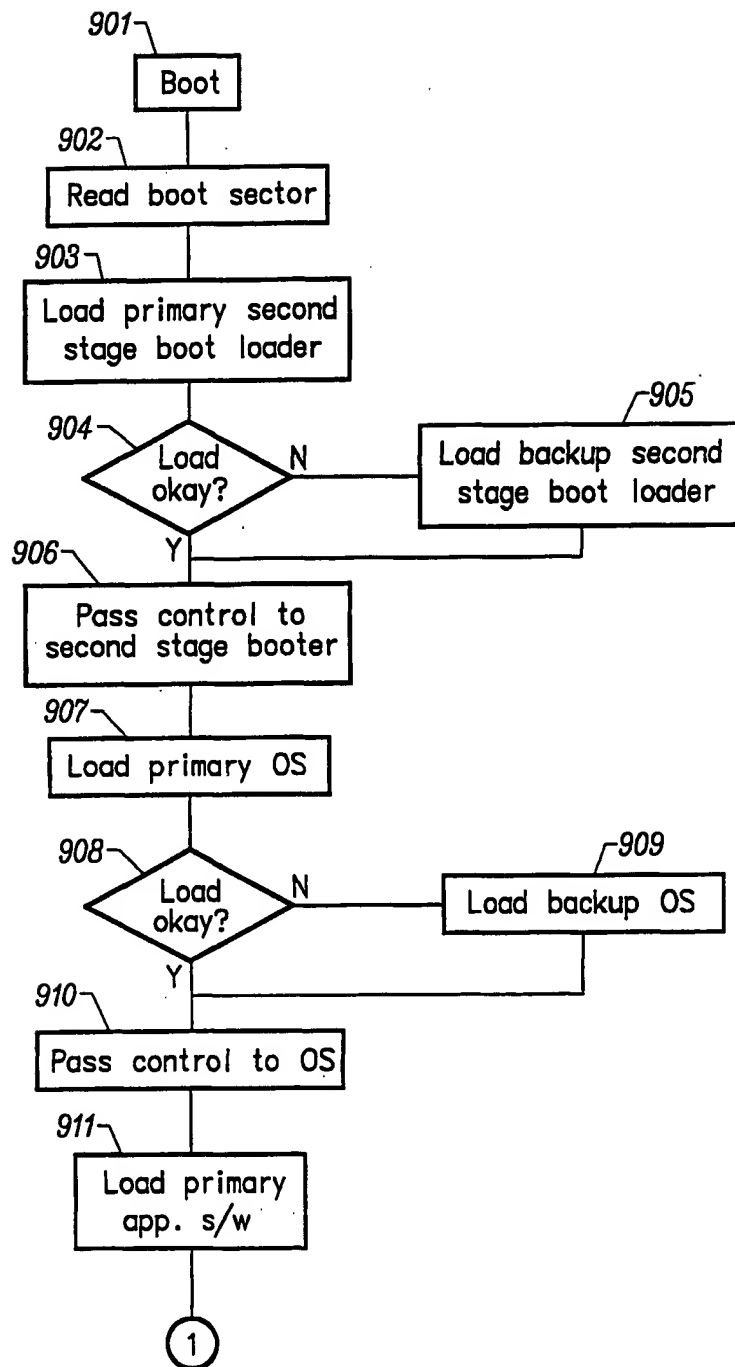 901
Boot
902
Read boot sector
903
Load primary second
stage boot loader
904
Load
okay?
N
Y
905
Load backup second
stage boot loader
906
Pass control to
second stage booter
907
Load primary OS
908
Load
okay?
N
Y
909
Load backup OS
910
Pass control to OS
911
Load primary
app. s/w
1